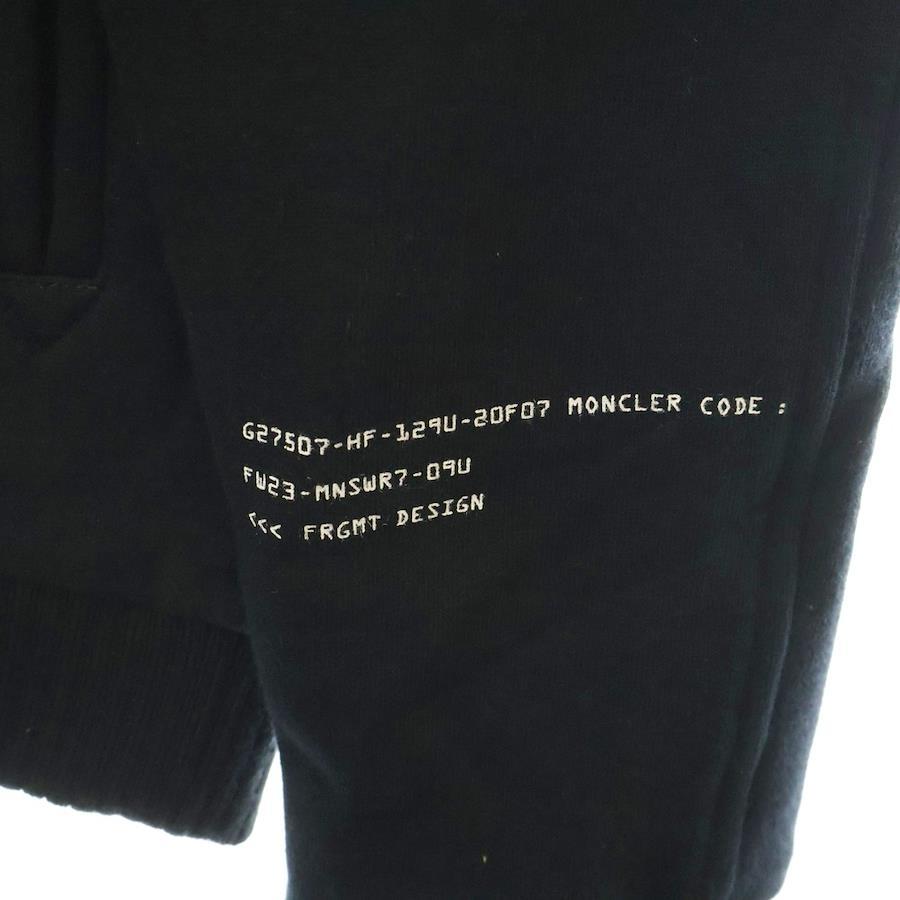 G27507-HF-129U-20F07 MONCLER CODE :
FW23-MNSWR7-09U
<<< FRGMT DESIGN